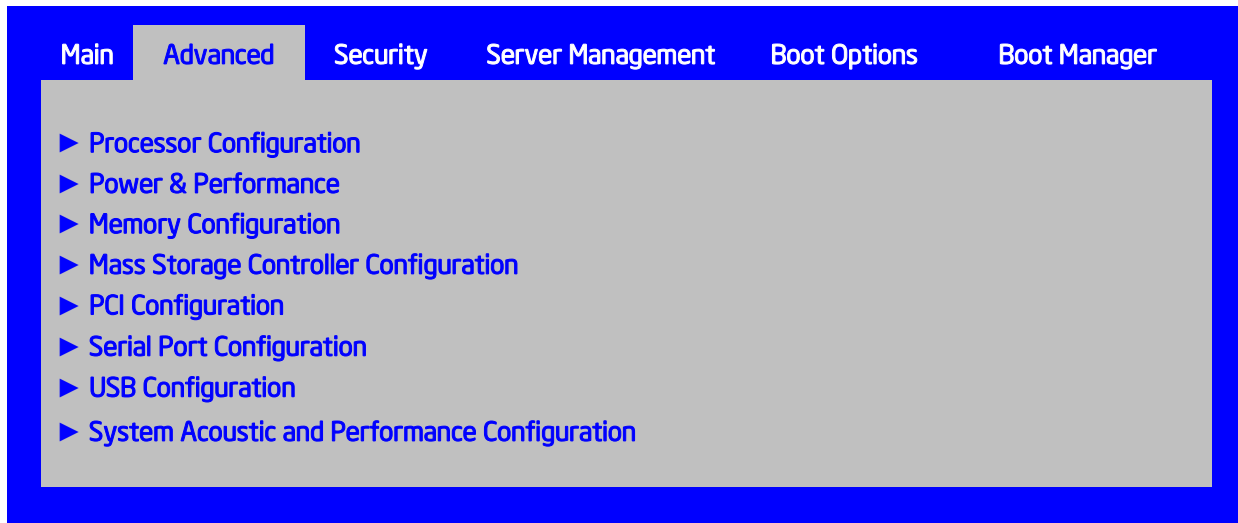 Main Advanced Security Server Management Boot Options Boot Manager
► Processor Configuration
► Power & Performance
► Memory Configuration
► Mass Storage Controller Configuration
► PCI Configuration
► Serial Port Configuration
► USB Configuration
► System Acoustic and Performance Configuration